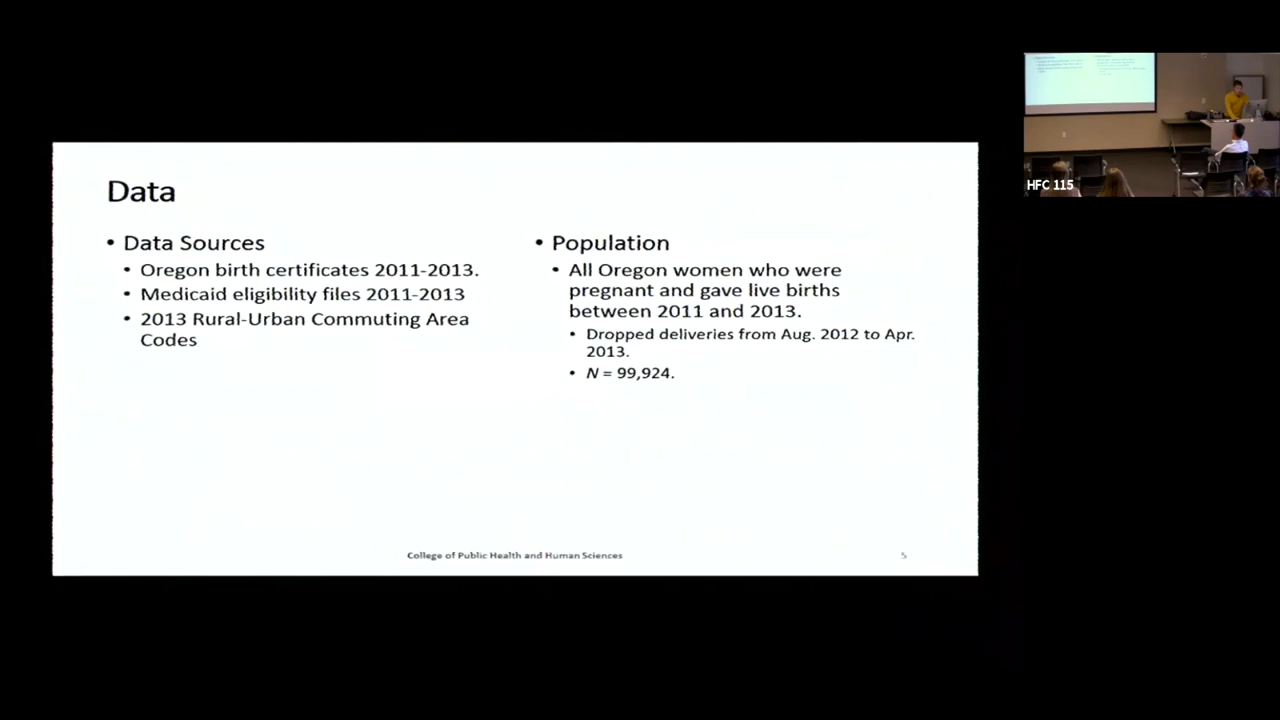 Data
• Data Sources
• Oregon birth certificates 2011-2013.
• Medicaid eligibility files 2011-2013
• 2013 Rural-Urban Commuting Area
Codes
• Population
• All Oregon women who were
pregnant and gave live births
between 2011 and 2013.
• Dropped deliveries from Aug. 2012 to Apr.
2013.
• N = 99,924.
College of Public Health and Human Sciences
5
HFC 115